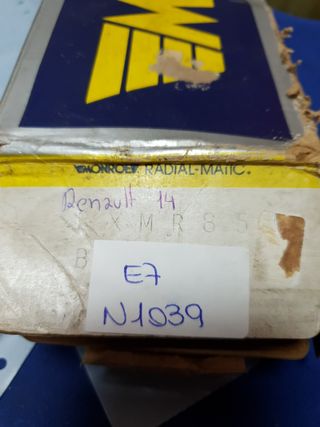 MONROE RADIAL-MATIC.
Renault 14
X M R 8 5
B
E7
N1039